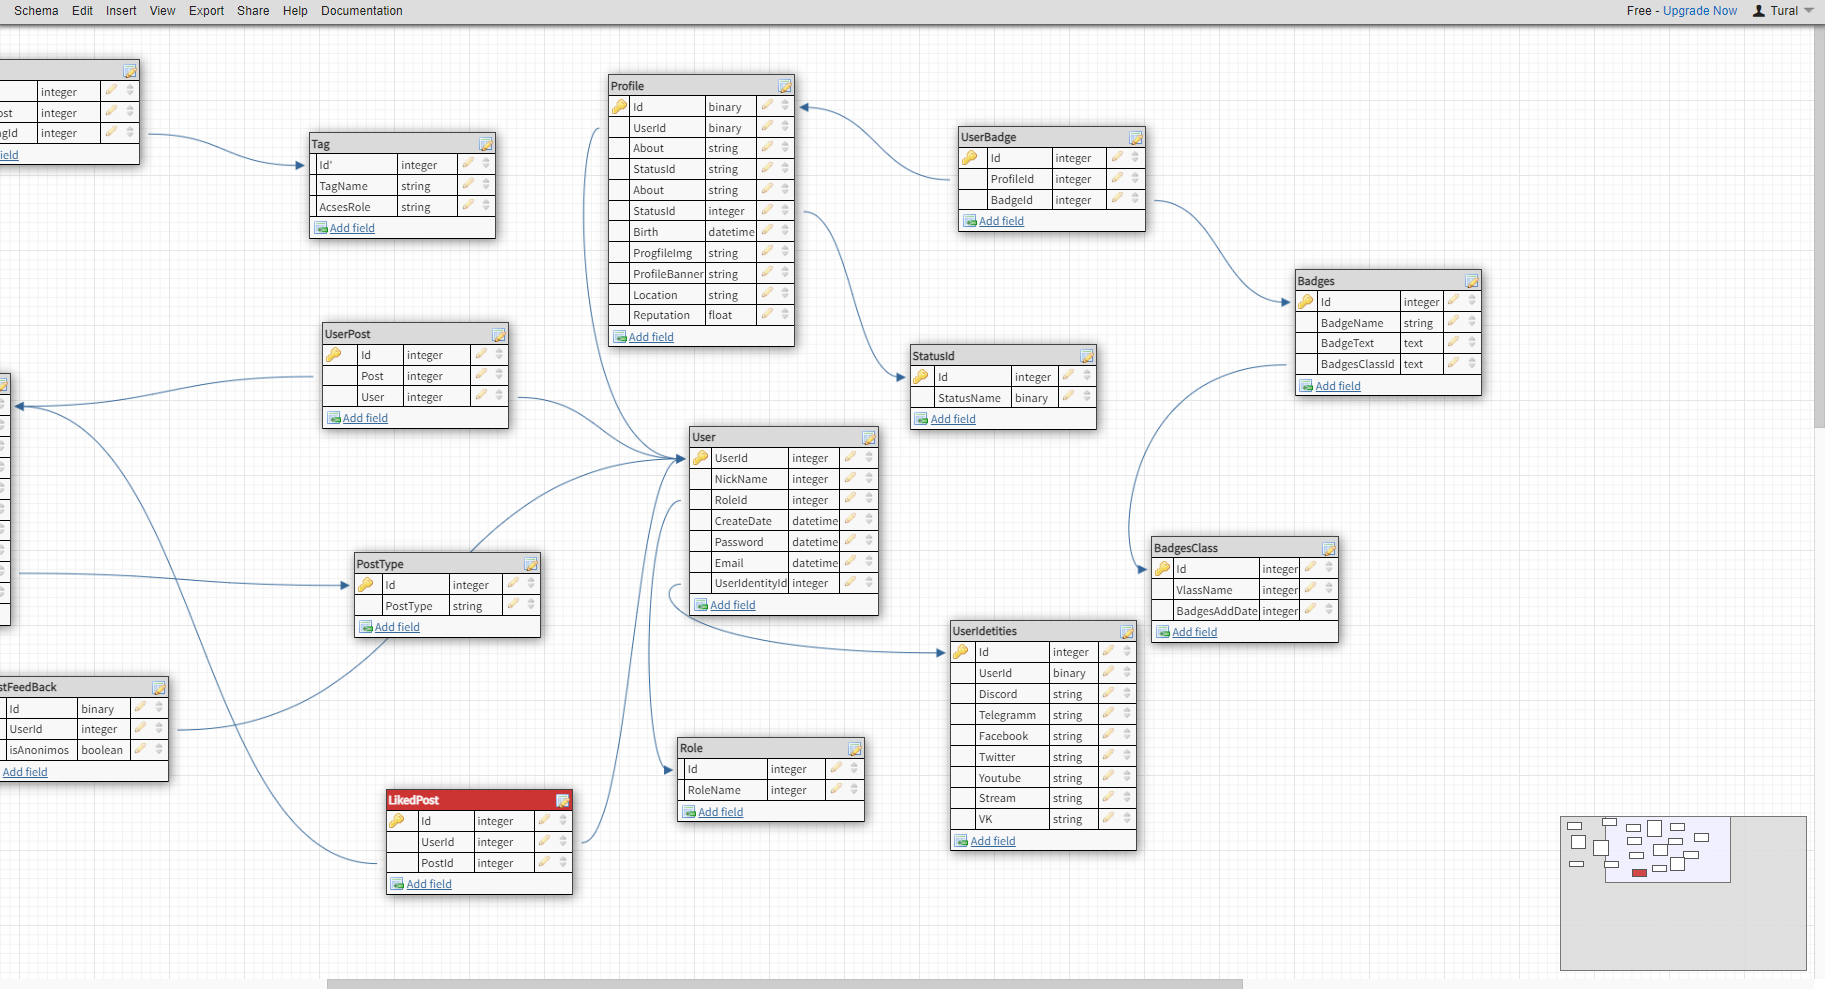 Schema Edit Insert View Export Share Help Documentation
Free - Upgrade Now Tural
integer
ost integer
agId integer
ield
Tag
Id' integer
TagName string
AcsesRole string
Add field
Profile
Id binary
UserId binary
About string
StatusId string
About string
StatusId integer
Birth datetime
ProgfileImg string
ProfileBanner string
Location string
Reputation float
Add field
UserBadge
Id integer
ProfileId integer
BadgeId integer
Add field
Badges
Id integer
BadgeName string
BadgeText text
BadgesClassId text
Add field
UserPost
Id integer
Post integer
User integer
Add field
StatusId
Id integer
StatusName binary
Add field
User
UserId integer
NickName integer
RoleId integer
CreateDate datetime
Password datetime
Email datetime
UserIdentityId integer
Add field
PostType
Id integer
PostType string
Add field
BadgesClass
Id integer
VlassName integer
BadgesAddDate integer
Add field
UserIdetities
Id integer
UserId binary
Discord string
Telegramm string
Facebook string
Twitter string
Youtube string
Stream string
VK string
Add field
stFeedBack
Id binary
UserId integer
isAnonimos boolean
Add field
Role
Id integer
RoleName integer
Add field
LikedPost
Id integer
UserId integer
PostId integer
Add field